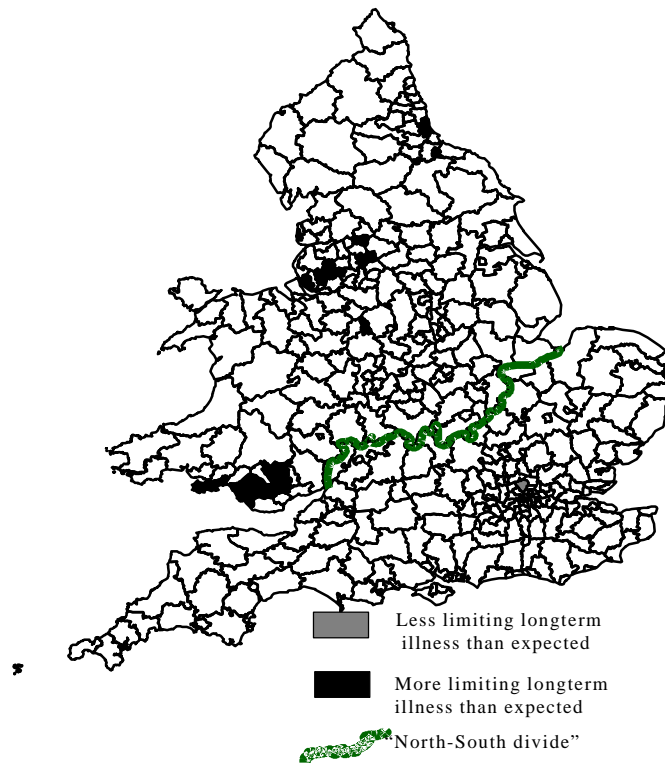 Less limiting longterm
illness than expected
More limiting longterm
illness than expected
North-South divide”